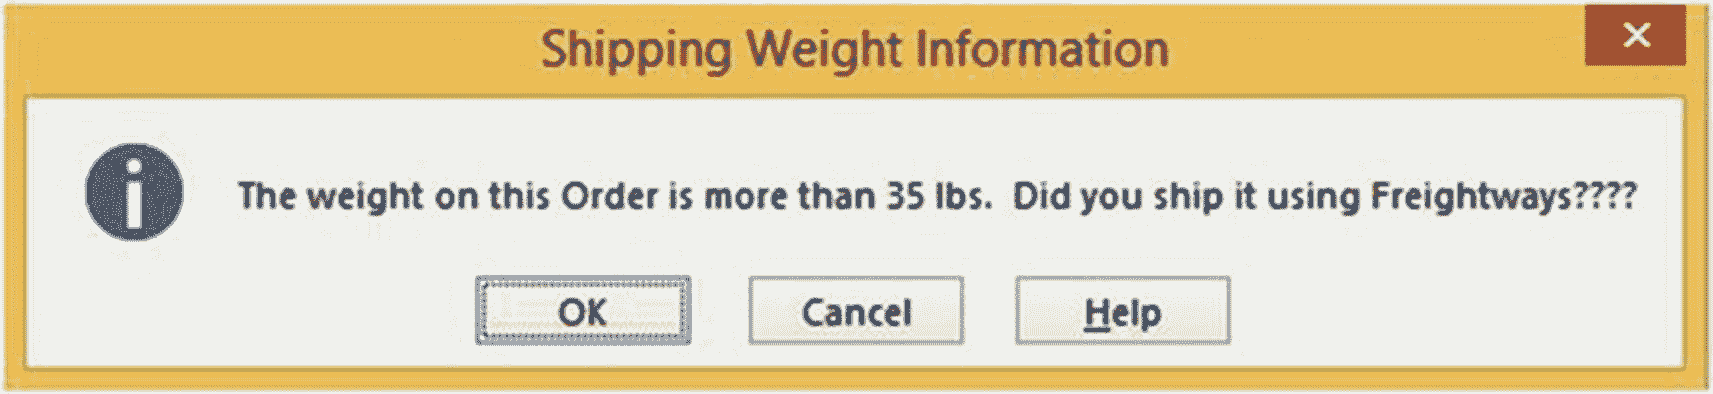 Shipping Weight Information
The weight on this Order is more than 35 lbs.  Did you ship it using Freightways????
OK
Cancel
Help